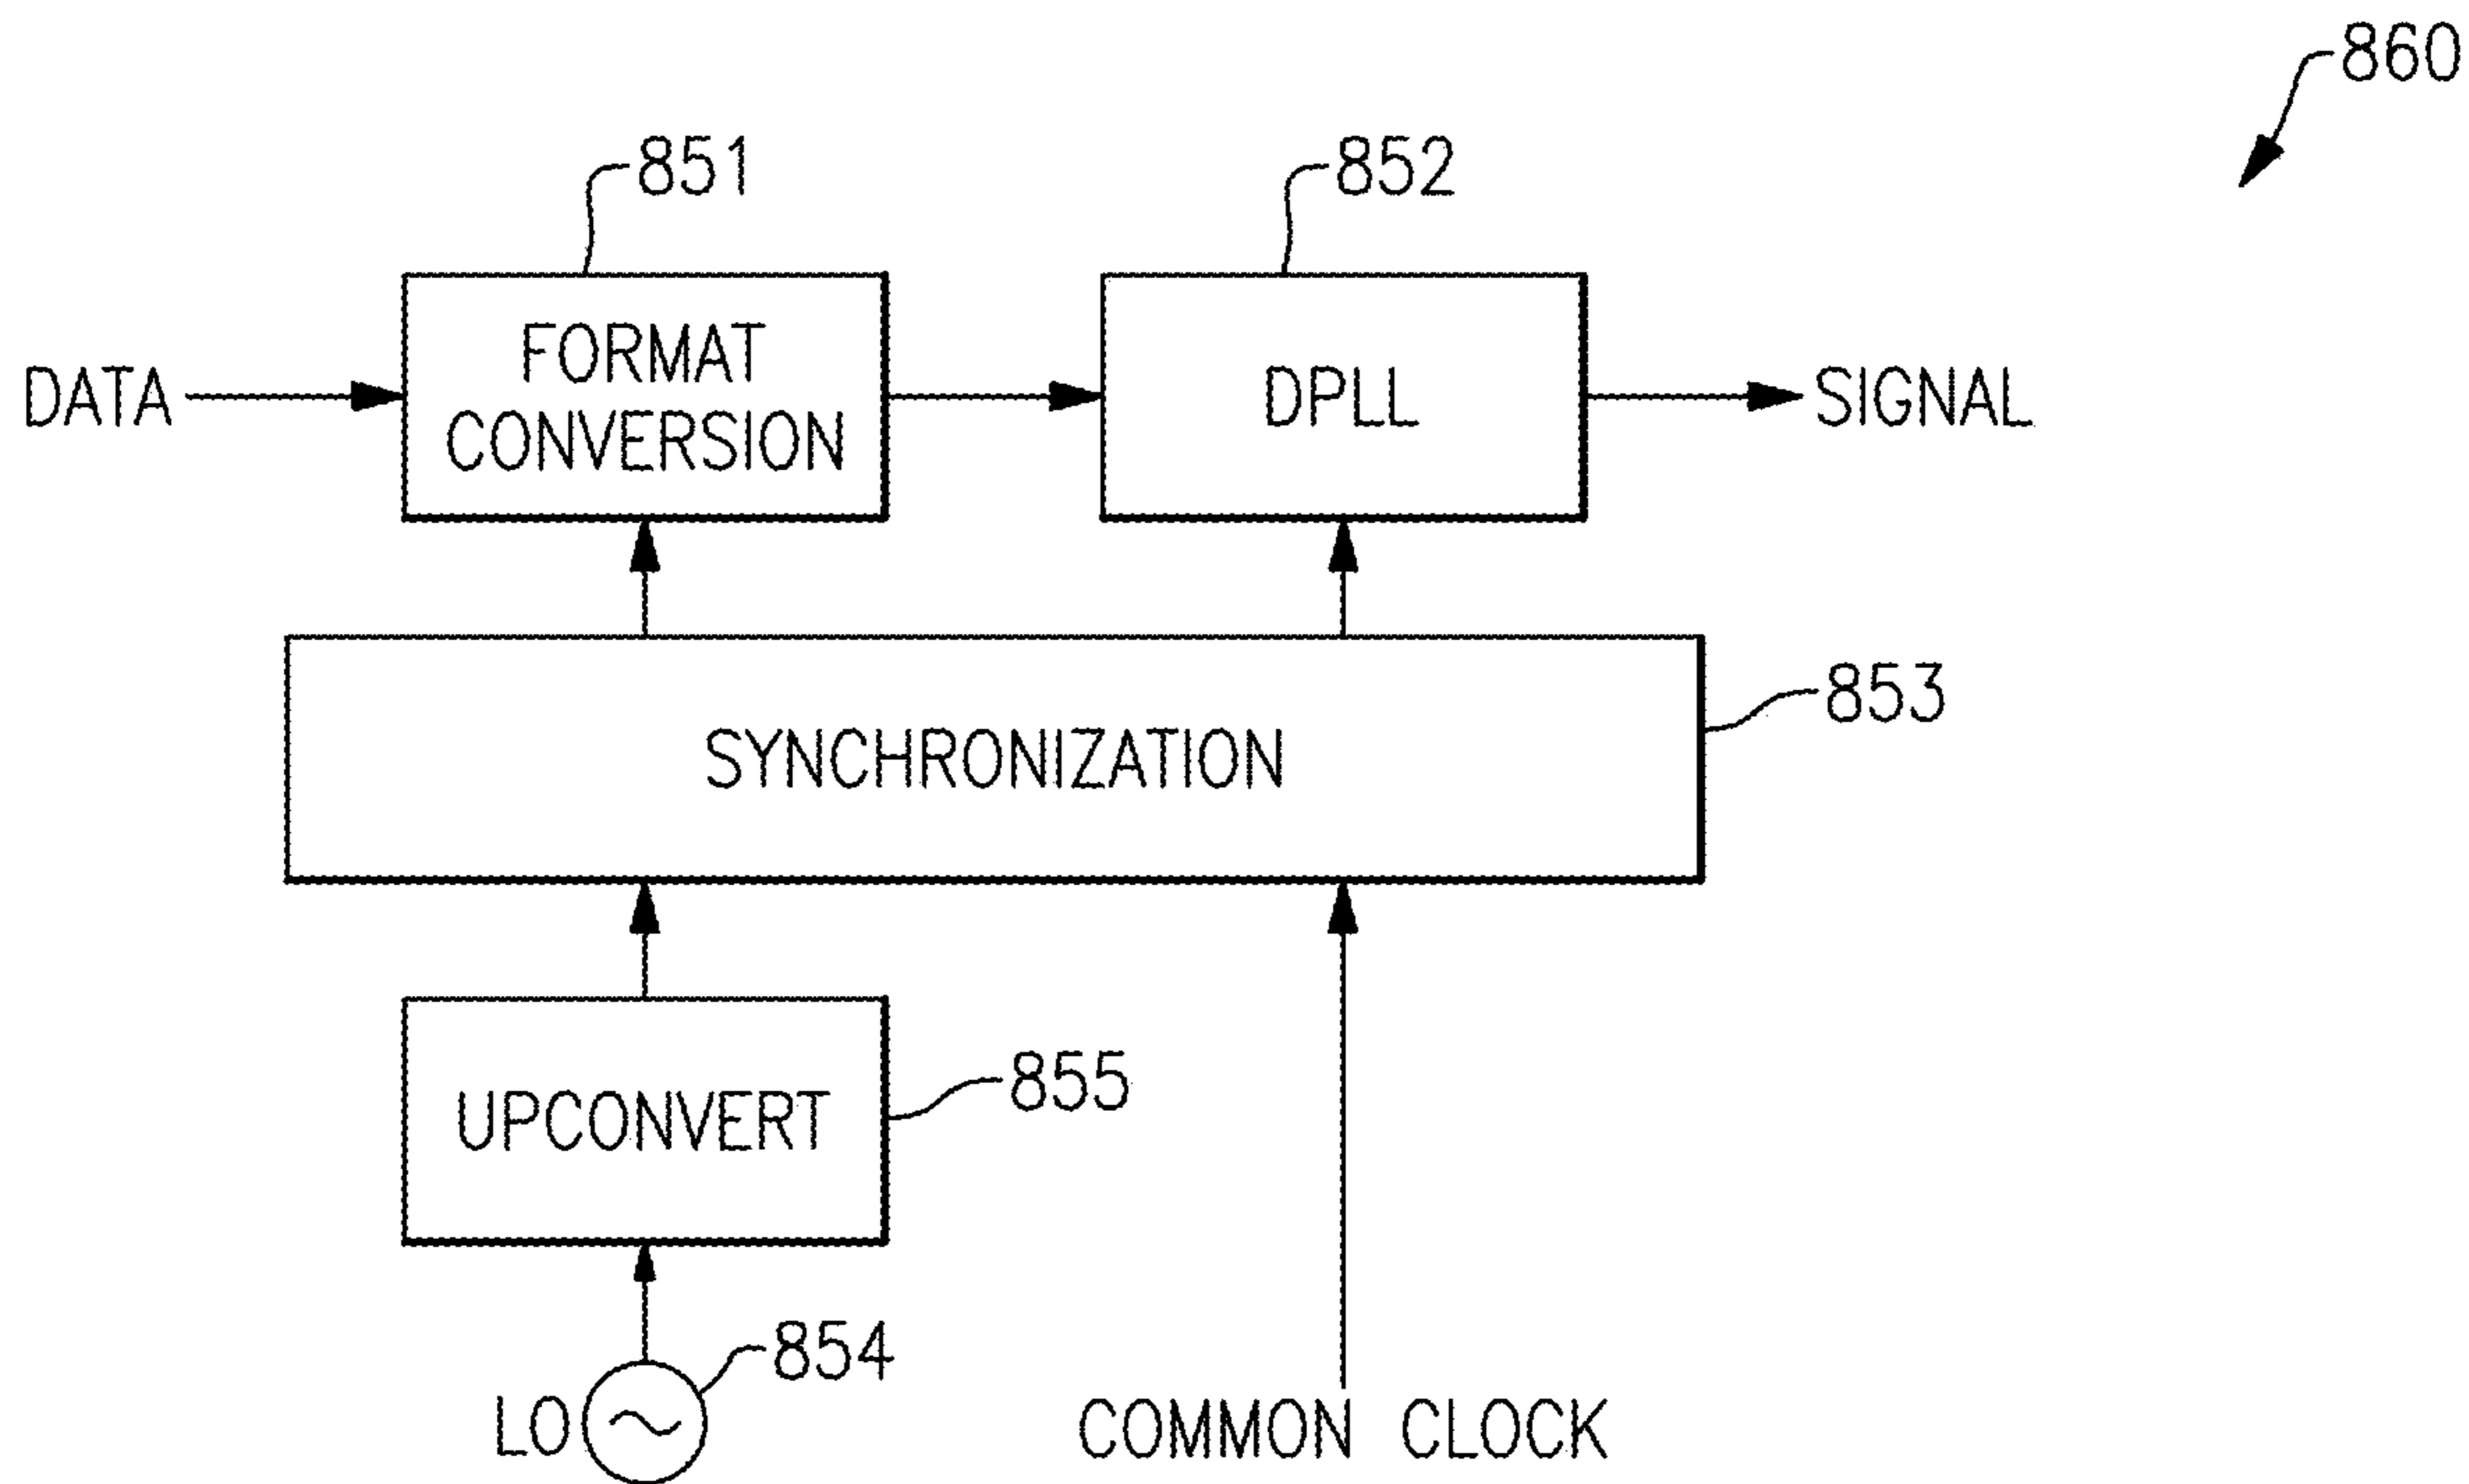 860
851
852
DATA
FORMAT
CONVERSION
DPLL
SIGNAL
SYNCHRONIZATION
853
UPCONVERT
855
854
LO
COMMON CLOCK